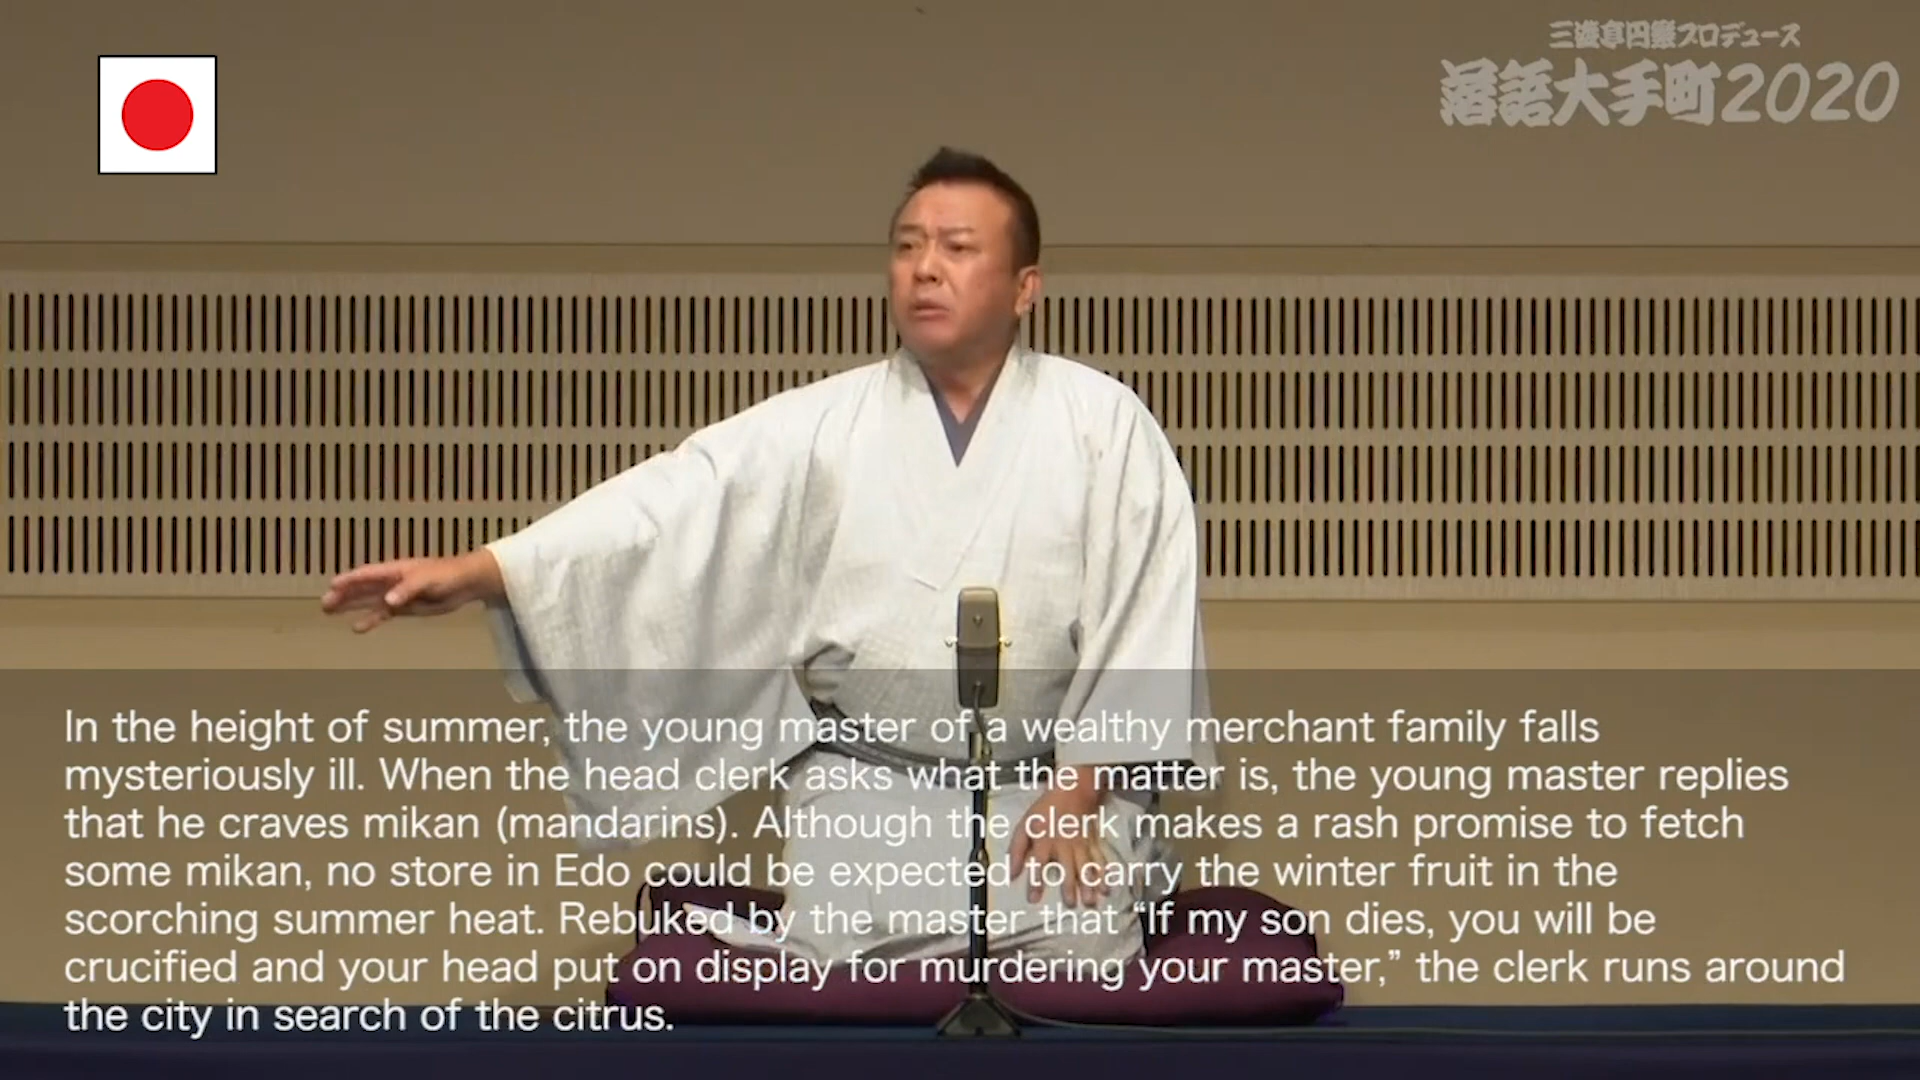 三遊亭円楽プロデュース
落語大手町2020
In the height of summer, the young master of a wealthy merchant family falls
mysteriously ill. When the head clerk asks what the matter is, the young master replies
that he craves mikan (mandarins). Although the clerk makes a rash promise to fetch
some mikan, no store in Edo could be expected to carry the winter fruit in the
scorching summer heat. Rebuked by the master that “If my son dies, you will be
crucified and your head put on display for murdering your master,” the clerk runs around
the city in search of the citrus.